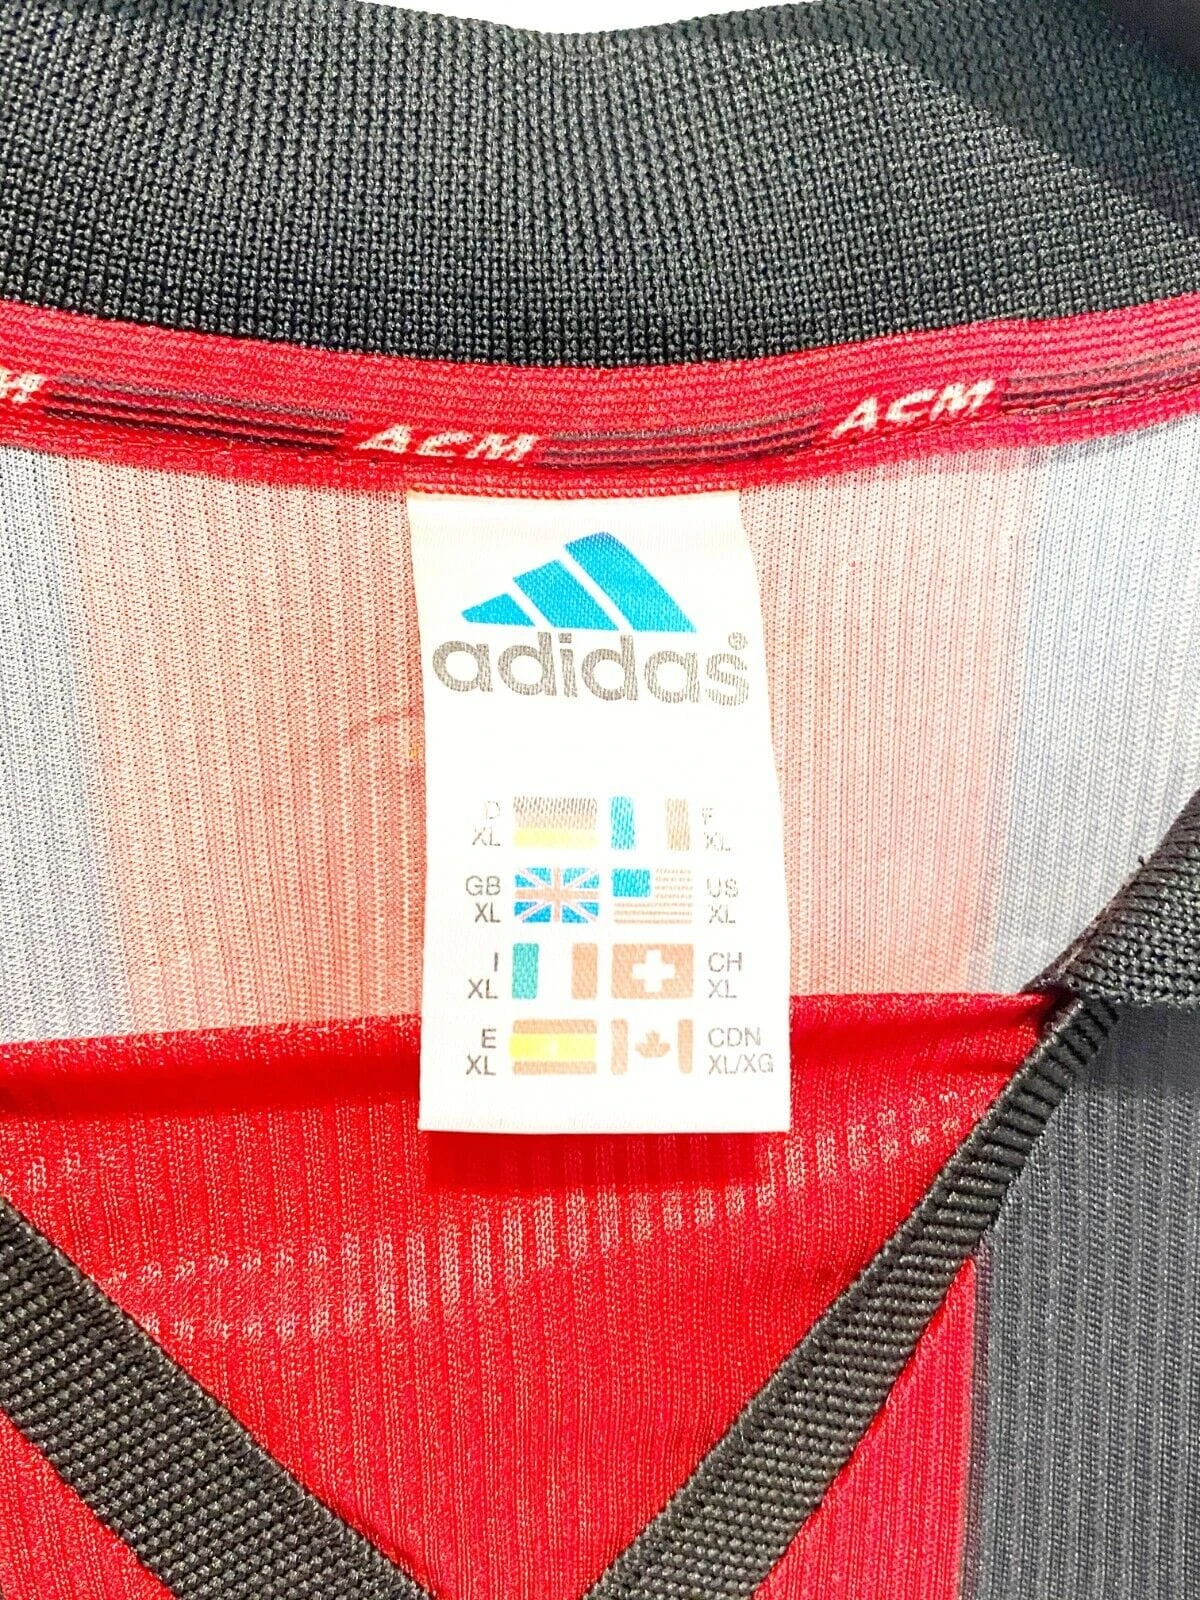 ACM
ACM
adidas®
D XL F XL
GB XL US XL
I XL CH XL
E XL CDN XL/XG